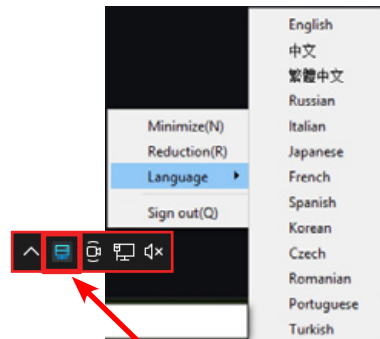 Minimize(N)
Reduction(R)
Language
Sign out(Q)
English
中文
繁體中文
Russian
Italian
Japanese
French
Spanish
Korean
Czech
Romanian
Portuguese
Turkish